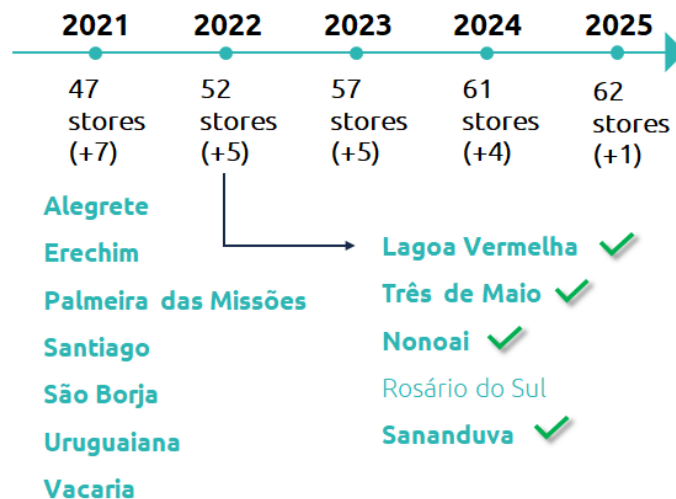 2021 2022 2023 2024 2025
47 52 57 61 62
stores stores stores stores stores
(+7) (+5) (+5) (+4) (+1)
Alegrete
Erechim
Palmeira das Missões
Santiago
São Borja
Uruguaiana
Vacaria
Lagoa Vermelha
Três de Maio
Nonoai
Rosário do Sul
Sananduva